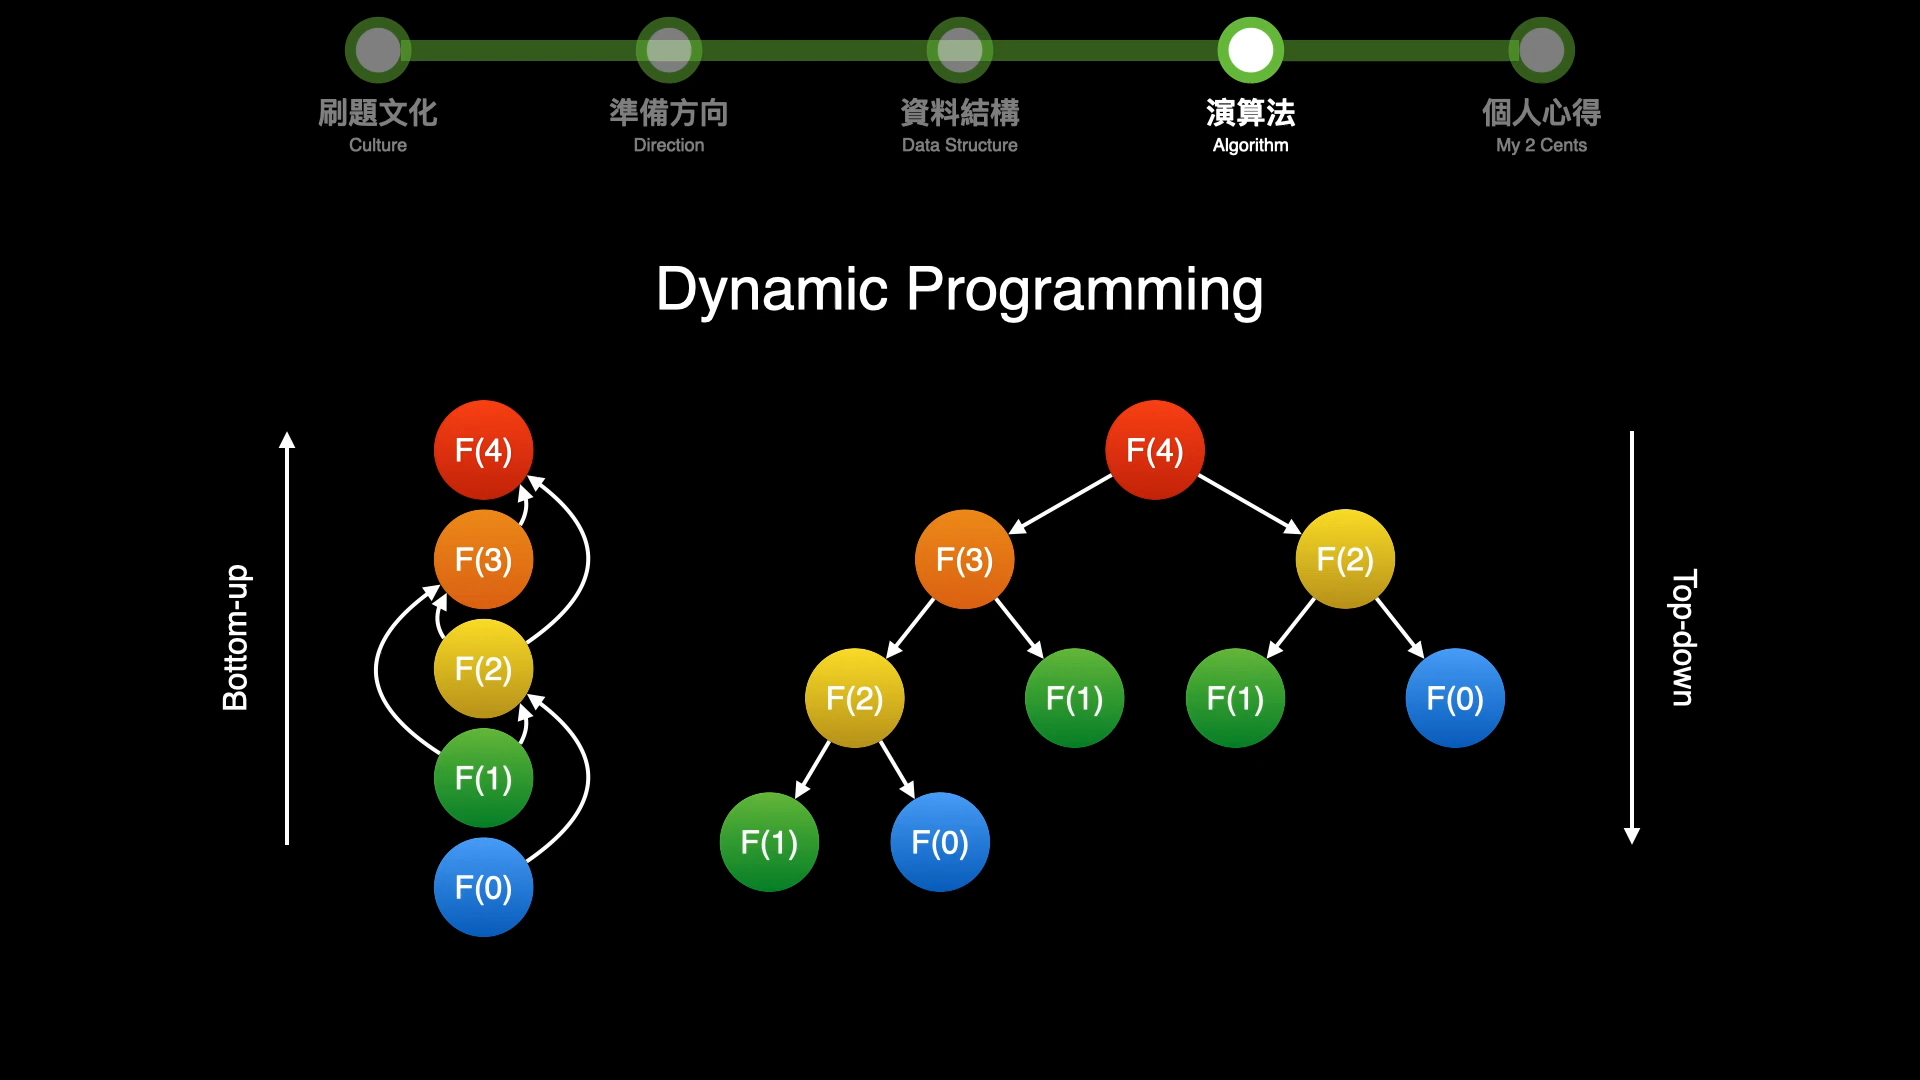 刷題文化
Culture
準備方向
Direction
資料結構
Data Structure
演算法
Algorithm
個人心得
My 2 Cents
Dynamic Programming
Bottom-up
F(4)
F(3)
F(2)
F(1)
F(0)
F(4)
F(3)
F(2)
F(2)
F(1)
F(1)
F(0)
F(1)
F(0)
Top-down